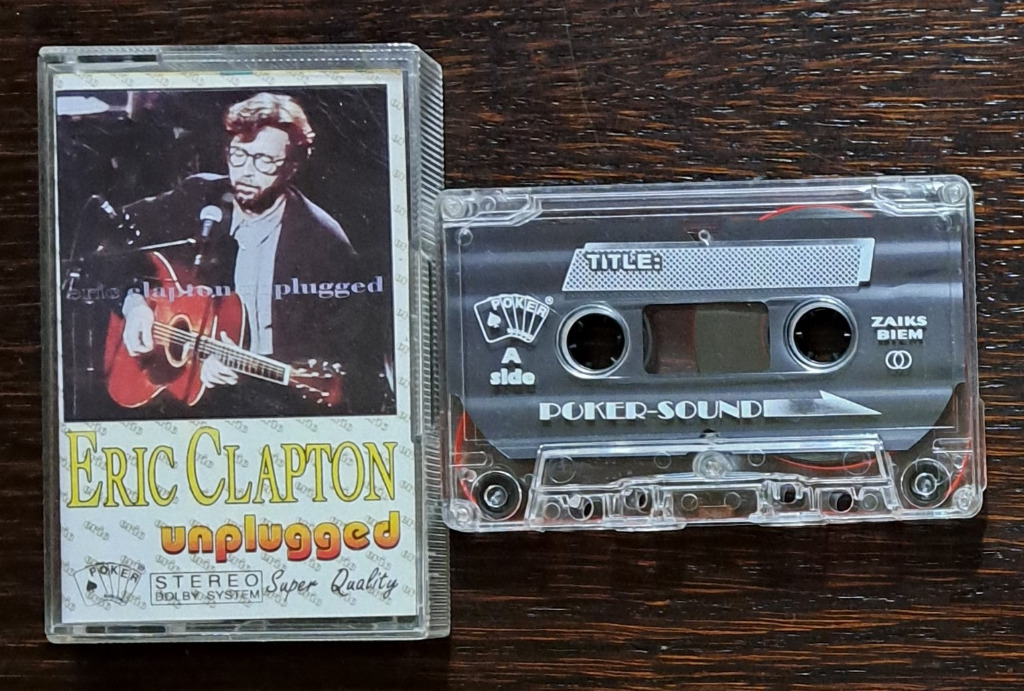 eric clapton unplugged
ERIC CLAPTON
unplugged
POKER
STEREO
DOLBY SYSTEM
Super Quality
TITLE:
POKER®
A
side
ZAIKS
BIEM
POKER-SOUND